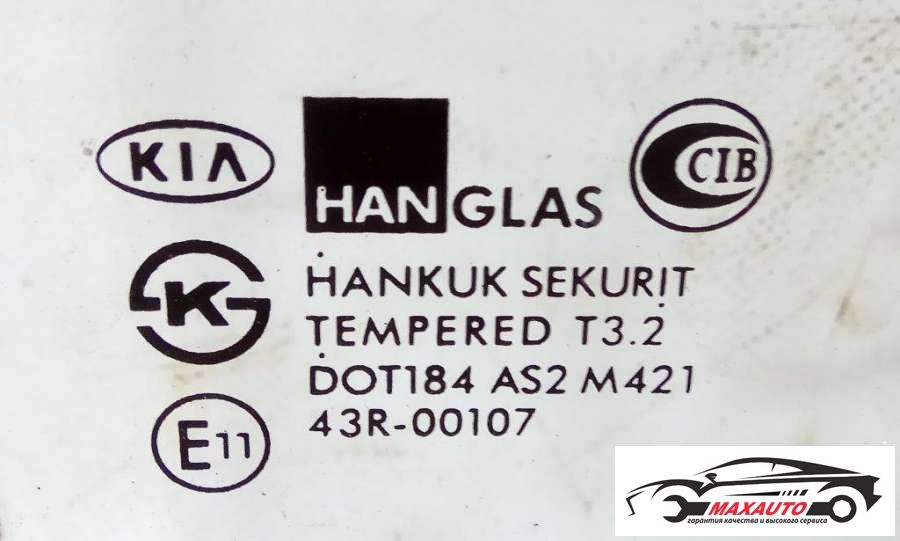 KIA
HANGLAS
CIB
KS
HANKUK SEKURIT
TEMPERED T3.2
DOT184 AS2 M421
43R-00107
E11
MAXAUTO
гарантия качества и высокого сервиса